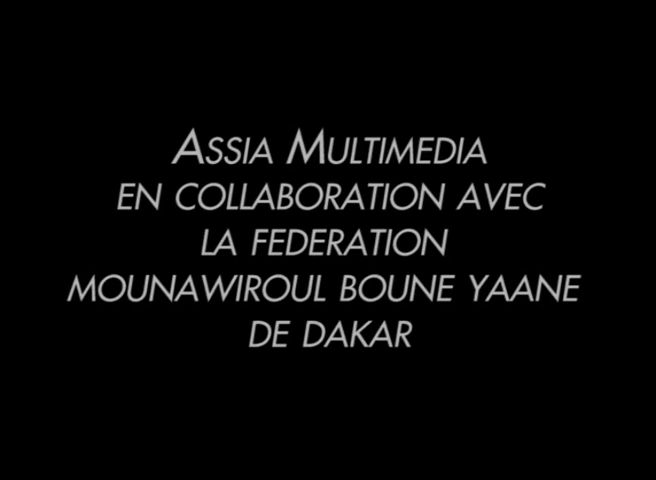 ASSIA MULTIMEDIA
EN COLLABORATION AVEC
LA FEDERATION
MOUNAWIROUL BOUNE YAANE
DE DAKAR